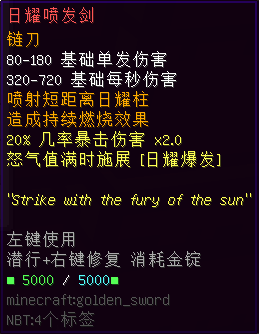 日耀喷发剑
链刀
80-180 基础单发伤害
320-720 基础每秒伤害
喷射短距离日耀柱
造成持续燃烧效果
20% 几率暴击伤害 x2.0
怒气值满时施展 [日耀爆发]
"Strike with the fury of the sun"
左键使用
潜行+右键修复 消耗金锭
■ 5000 / 5000■
minecraft:golden_sword
NBT:4个标签